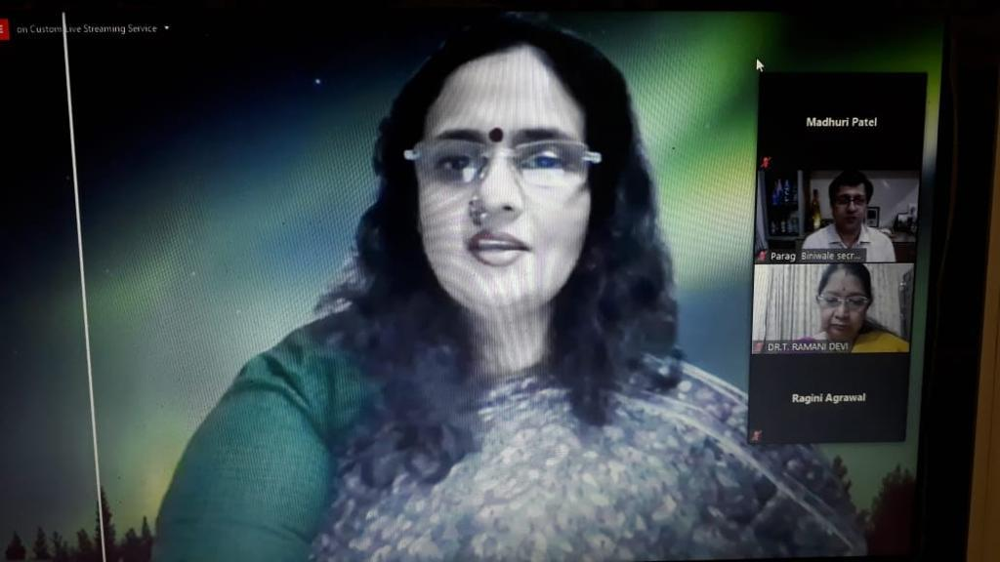 on Custom Live Streaming Service
Madhuri Patel
Parag Biniwale secr...
DR.T. RAMANI DEVI
Ragini Agrawal